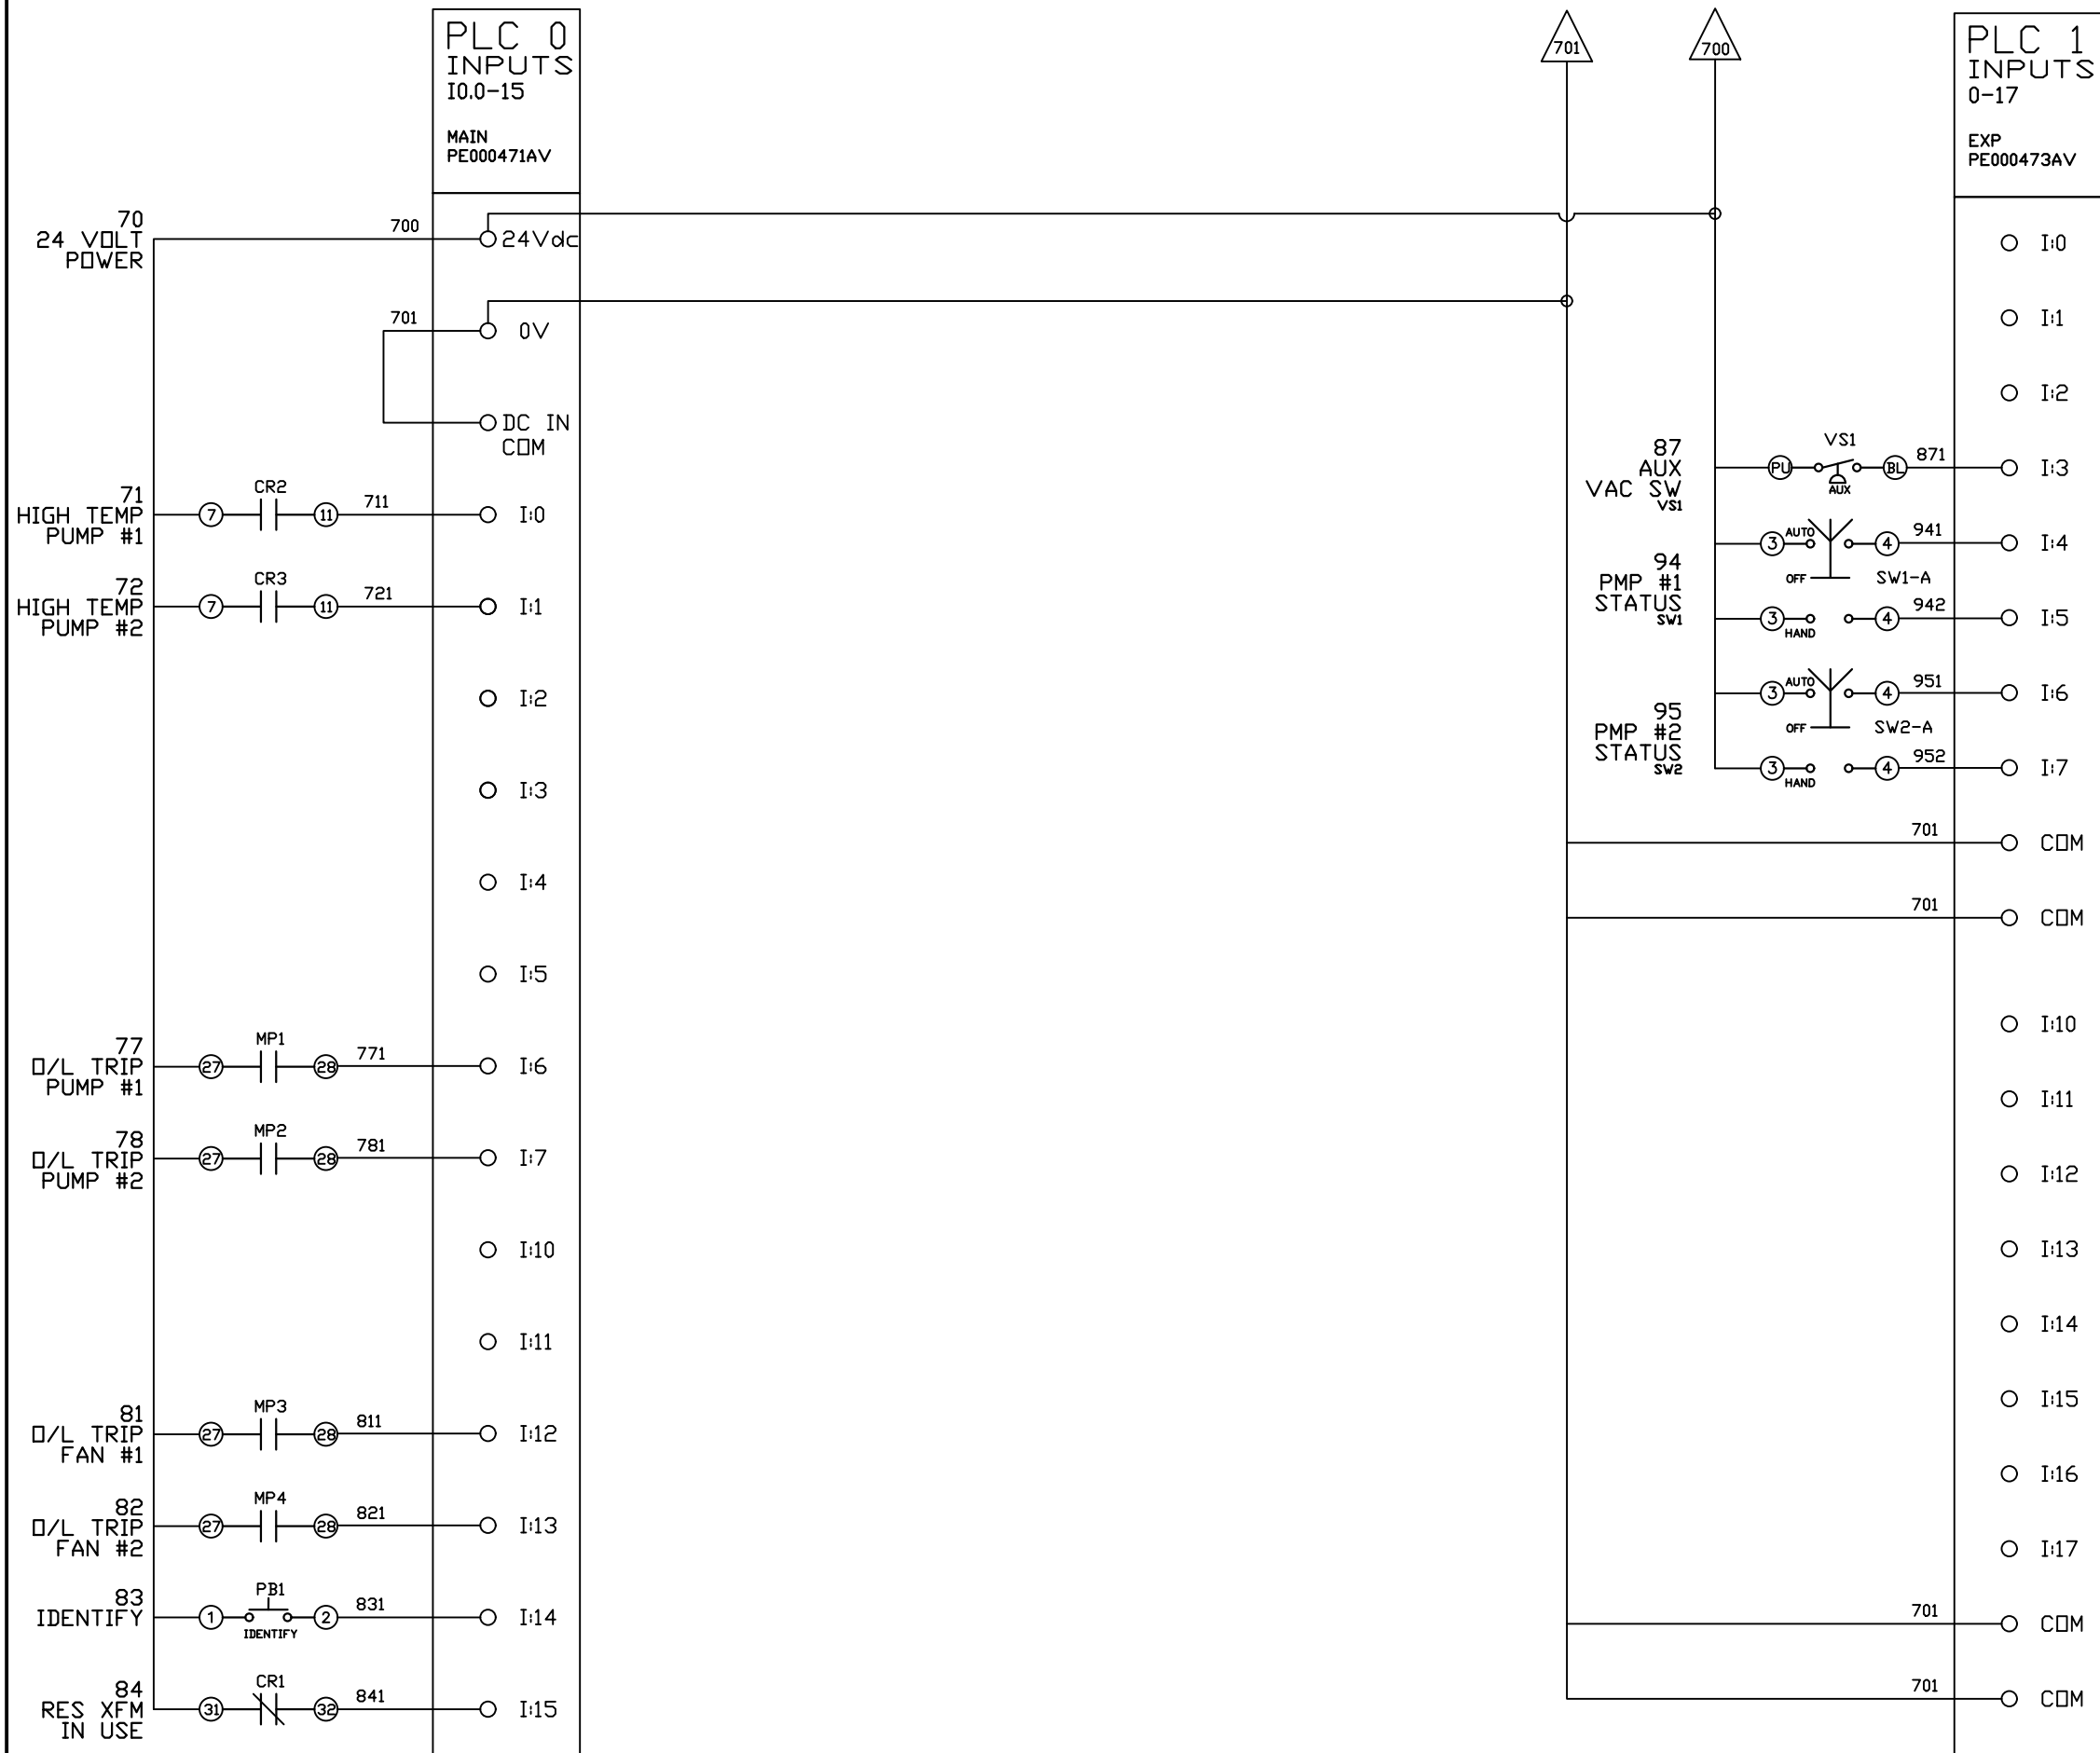 PLC 0
INPUTS
I0.0-15
MAIN
PE000471AV
70
24 VOLT
POWER
700
24Vdc
701
0V
DC IN
COM
71
HIGH TEMP
PUMP #1
7
CR2
11
711
I:0
72
HIGH TEMP
PUMP #2
7
CR3
11
721
I:1
I:2
I:3
I:4
I:5
77
O/L TRIP
PUMP #1
27
MP1
28
771
I:6
78
O/L TRIP
PUMP #2
27
MP2
28
781
I:7
I:10
I:11
81
O/L TRIP
FAN #1
27
MP3
28
811
I:12
82
O/L TRIP
FAN #2
27
MP4
28
821
I:13
83
IDENTIFY
1
PB1
IDENTIFY
2
831
I:14
84
RES XFM
IN USE
31
CR1
32
841
I:15
701
700
PLC 1
INPUTS
0-17
EXP
PE000473AV
I:0
I:1
I:2
87
AUX
VAC SW
VS1
PU
VS1
AUX
BL
871
I:3
94
PMP #1
STATUS
SW1
3
AUTO
4
941
I:4
OFF
SW1-A
3
HAND
4
942
I:5
95
PMP #2
STATUS
SW2
3
AUTO
4
951
I:6
OFF
SW2-A
3
HAND
4
952
I:7
701
COM
701
COM
I:10
I:11
I:12
I:13
I:14
I:15
I:16
I:17
701
COM
701
COM